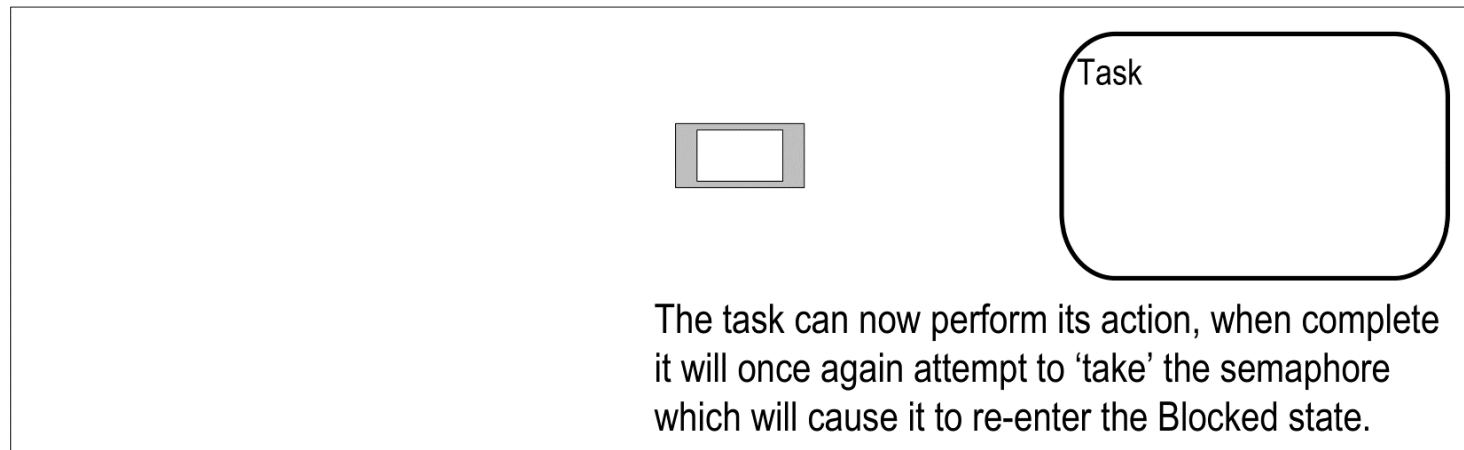 Task
The task can now perform its action, when complete
it will once again attempt to ‘take’ the semaphore
which will cause it to re-enter the Blocked state.